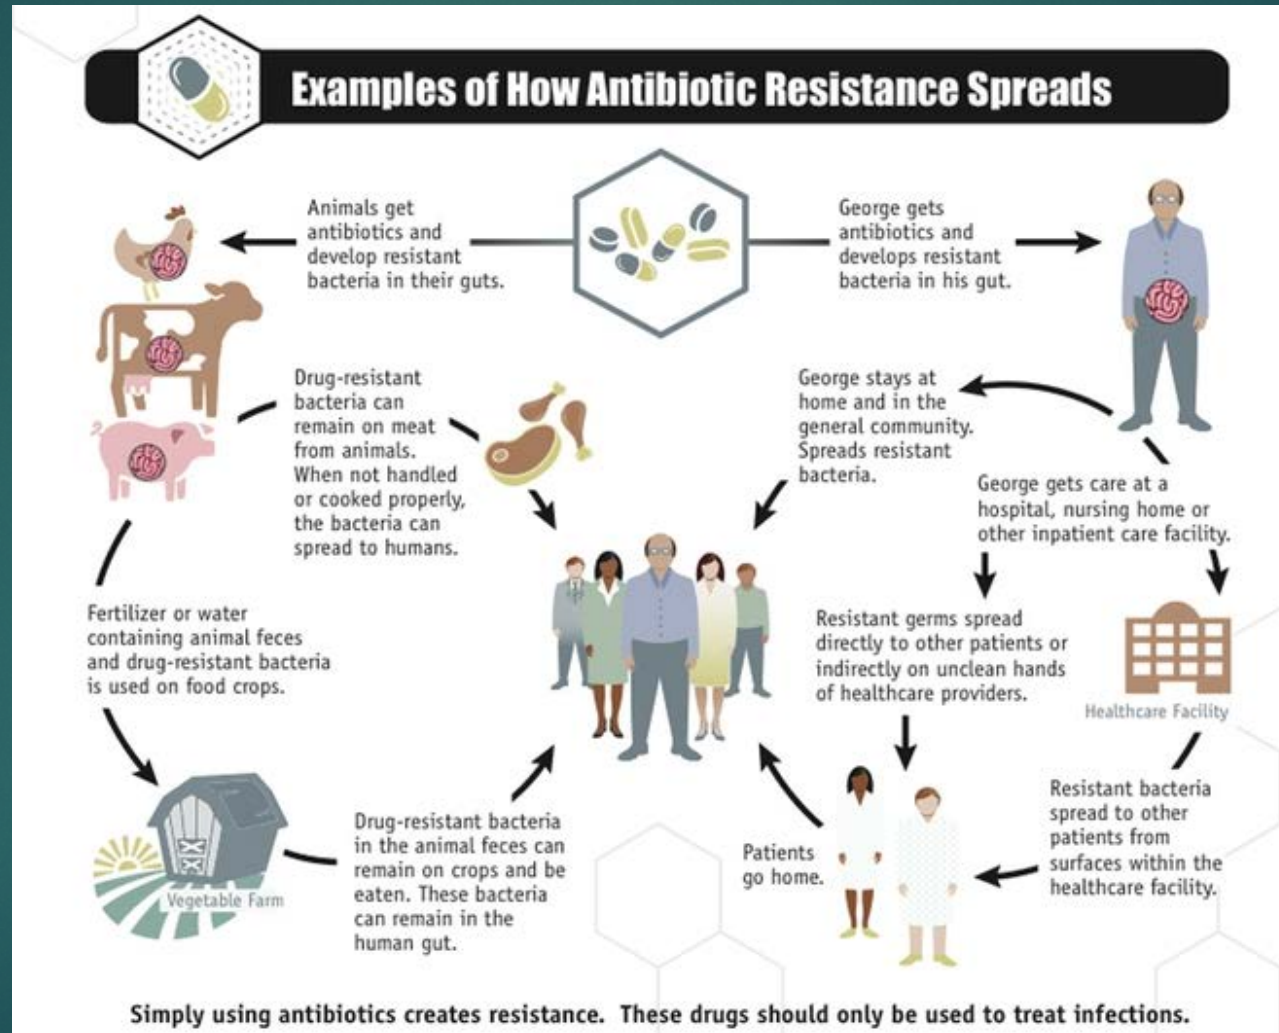 Examples of How Antibiotic Resistance Spreads
Animals get
antibiotics and
develop resistant
bacteria in their guts.
George gets
antibiotics and
develops resistant
bacteria in his gut.
Drug-resistant
bacteria can
remain on meat
from animals.
When not handled
or cooked properly,
the bacteria can
spread to humans.
George stays at
home and in the
general community.
Spreads resistant
bacteria.
George gets care at a
hospital, nursing home or
other inpatient care facility.
Fertilizer or water
containing animal feces
and drug-resistant bacteria
is used on food crops.
Resistant germs spread
directly to other patients or
indirectly on unclean hands
of healthcare providers.
Healthcare Facility
Vegetable Farm
Drug-resistant bacteria
in the animal feces can
remain on crops and be
eaten. These bacteria
can remain in the
human gut.
Patients
go home.
Resistant bacteria
spread to other
patients from
surfaces within the
healthcare facility.
Simply using antibiotics creates resistance. These drugs should only be used to treat infections.